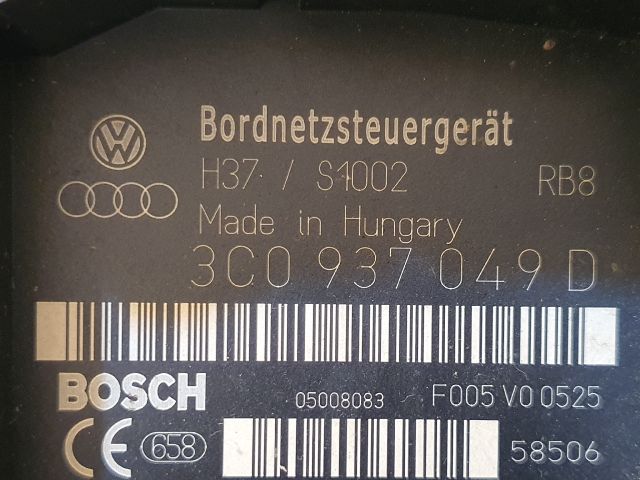 Bordnetzsteuergerät
H37 / S1002 RB8
Made in Hungary
3C0 937 049 D
BOSCH 05008083 F005 V0 0525
CE 658 58506